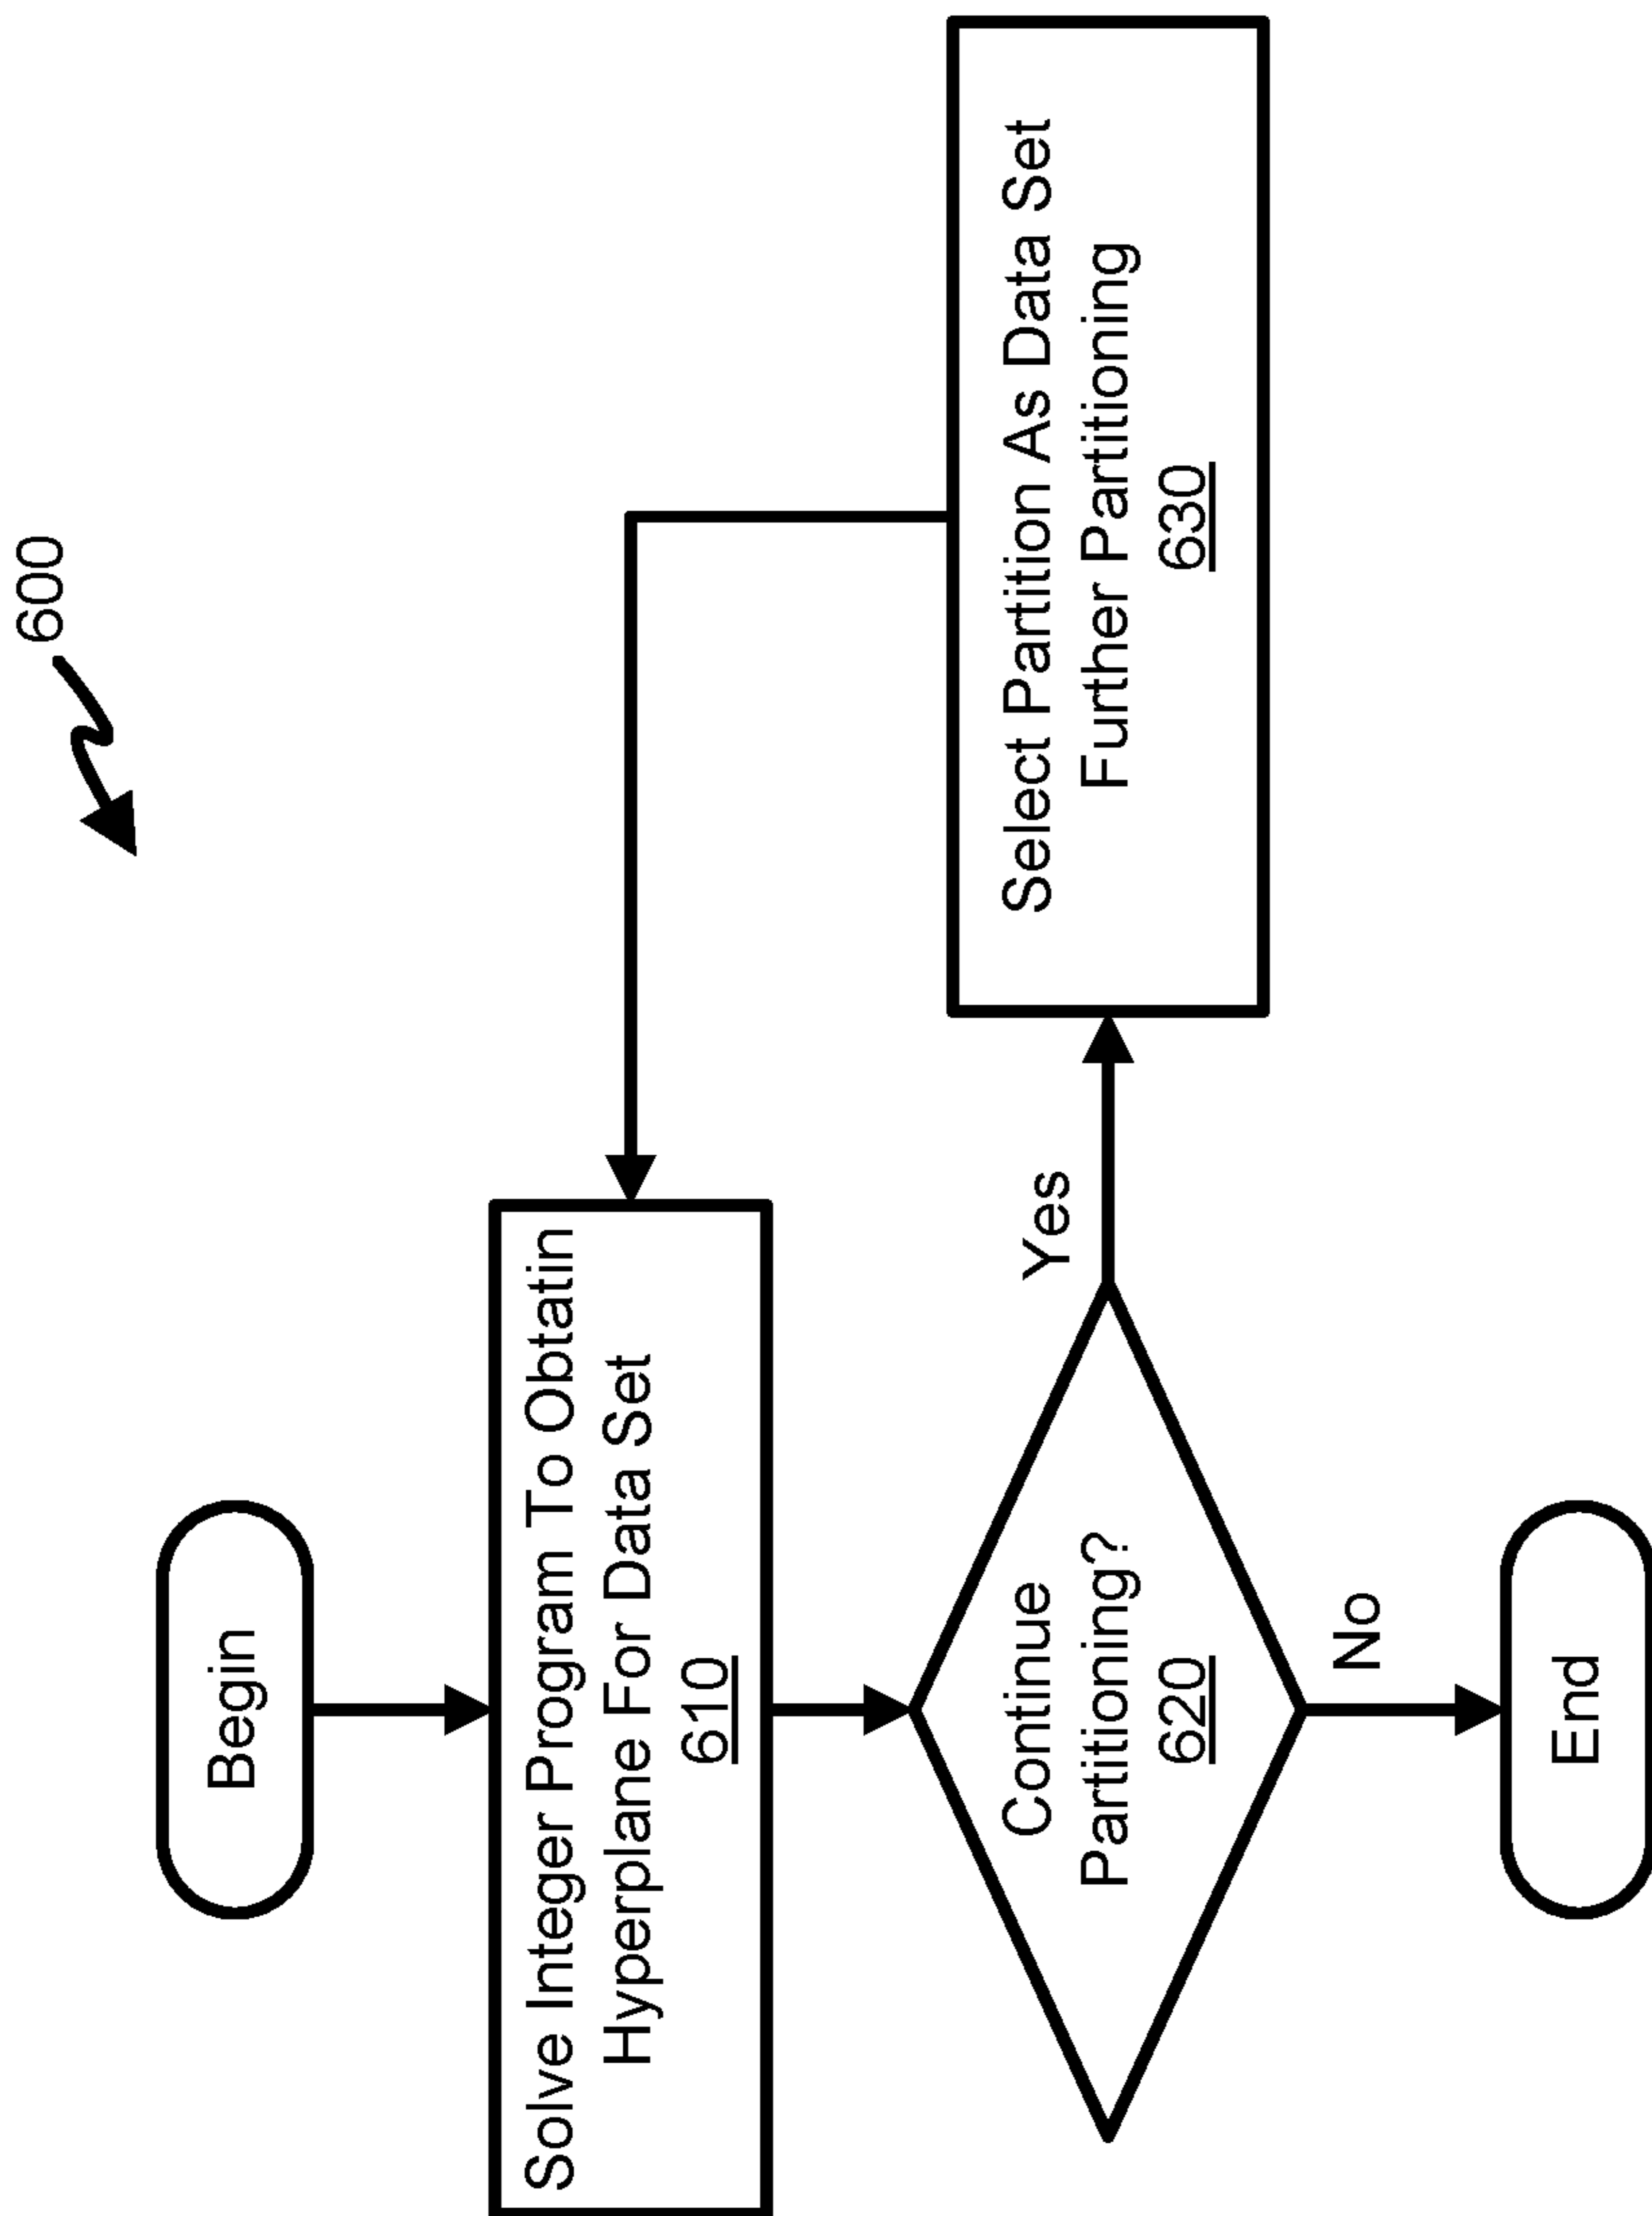 600
Begin
Solve Integer Program To Obtatin
Hyperplane For Data Set
610
Continue
Partitioning?
620
Yes
Select Partition As Data Set
Further Partitioning
630
No
End